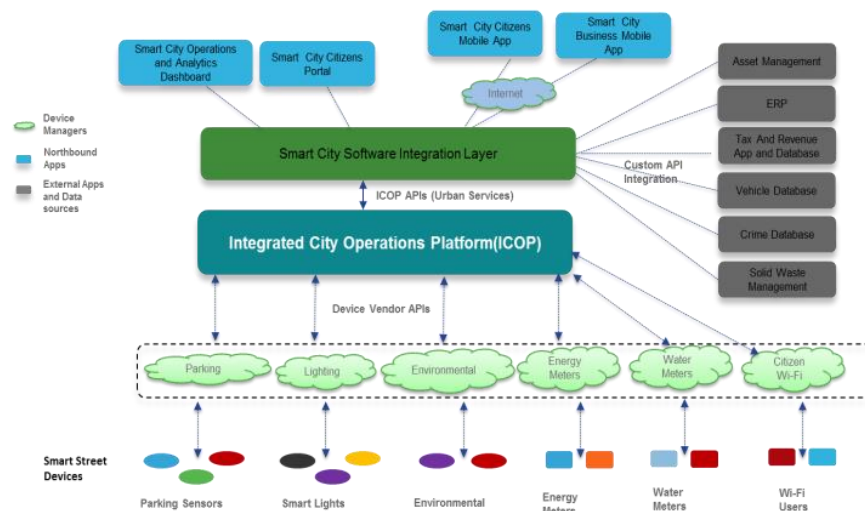 Smart City Operations
and Analytics
Dashboard
Smart City Citizens
Portal
Smart City Citizens
Mobile App
Smart City
Business Mobile
App
Internet
Asset Management
ERP
Tax And Revenue
App and Database
Vehicle Database
Crime Database
Solid Waste
Management
Custom API
Integration
Device
Managers
Northbound
Apps
External Apps
and Data
sources
Smart City Software Integration Layer
ICOP APIs (Urban Services)
Integrated City Operations Platform(ICOP)
Device Vendor APIs
Parking
Lighting
Environmental
Energy
Meters
Water
Meters
Citizen
Wi-Fi
Smart Street
Devices
Parking Sensors
Smart Lights
Environmental
Energy
Meters
Water
Meters
Wi-Fi
Users